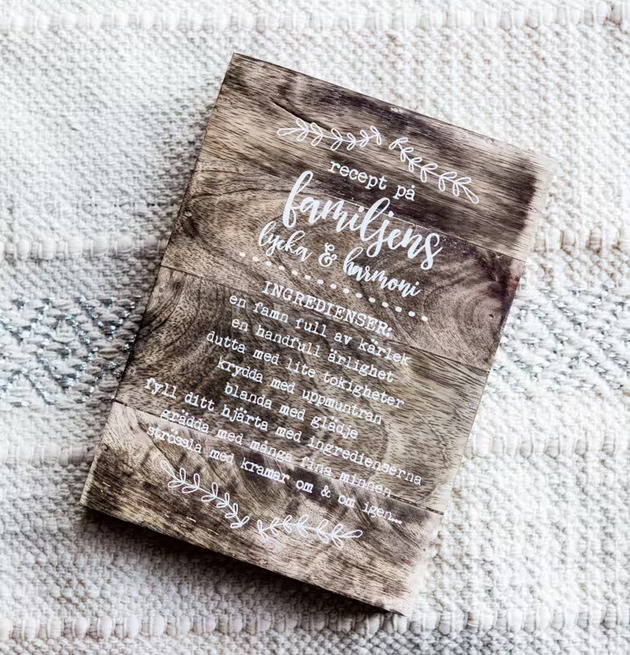 recept på
familjens
lycka & harmoni
INGREDIENSER:
en famn full av kärlek
en handfull ärlighet
dutta med lite tokigheter
krydda med uppmuntran
blanda med glädje
fyll ditt hjärta med ingredienserna
grädda med många fina minnen
strössla med kramar om & om igen...